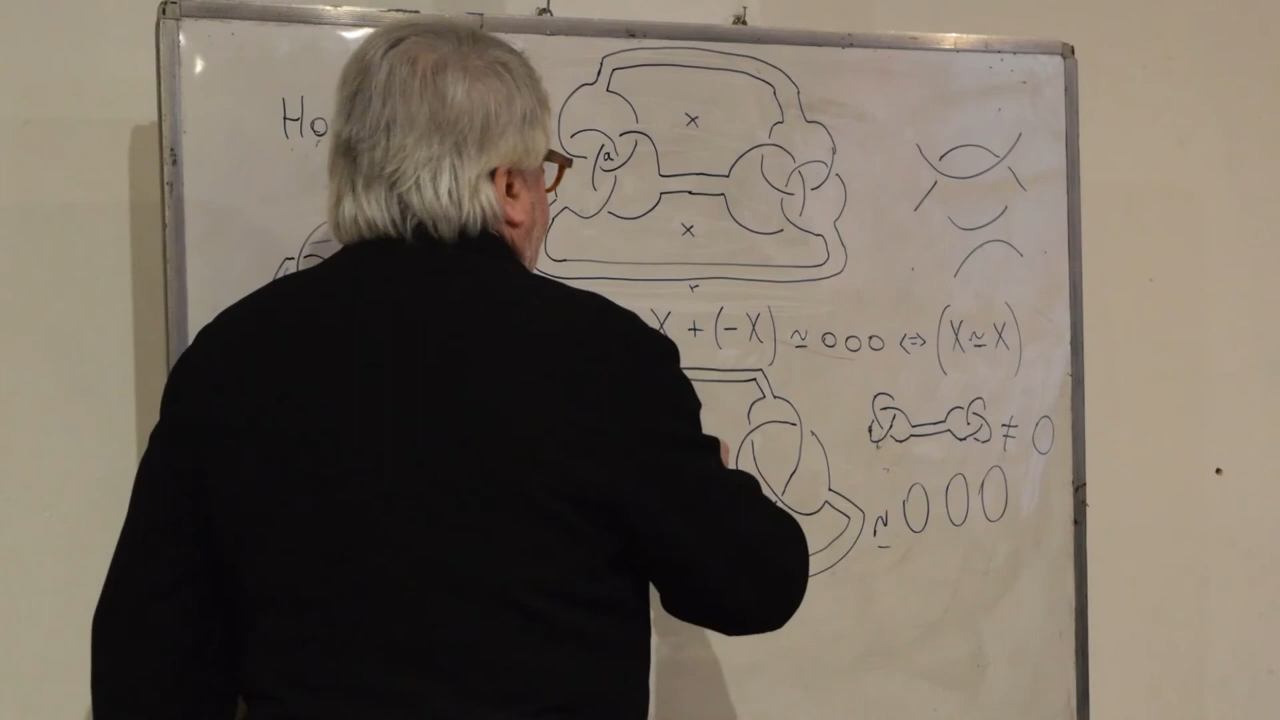 Ho
a
x
x
r
X + (-X) ≃ 000 ⇔ (X ≃ X)
≠ 0
≃ 000